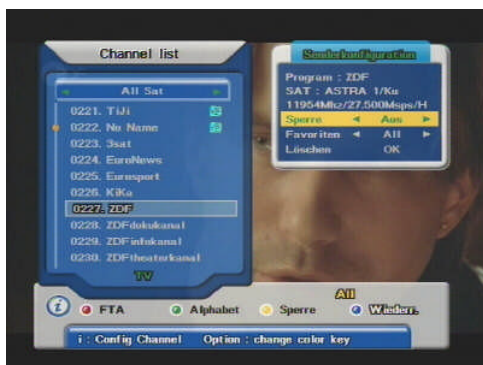 Channel list
All Sat
0221. TiJi
0222. No Name
0223. 3sat
0224. EuroNews
0225. Eurosport
0226. KiKa
0227. ZDF
0228. ZDFdokukanal
0229. ZDFinfokanal
0230. ZDFtheaterkanal
TV
Senderkonfiguration
Program : ZDF
SAT : ASTRA 1/Ku
11954Mhz/27.500Msps/H
Sperre Aus
Favoriten All
Löschen OK
All
FTA Alphabet Sperre Wiederh.
i : Config Channel Option : change color key